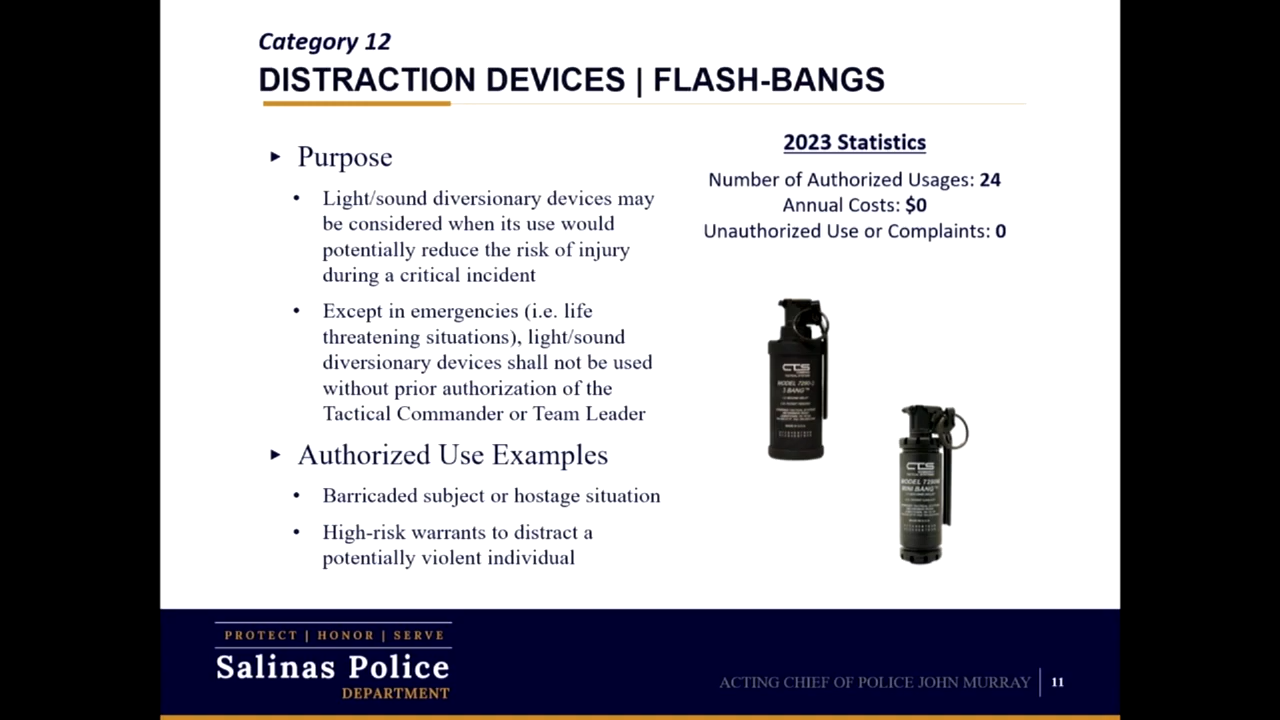 Category 12
DISTRACTION DEVICES | FLASH-BANGS
▸ Purpose
• Light/sound diversionary devices may
be considered when its use would
potentially reduce the risk of injury
during a critical incident
• Except in emergencies (i.e. life
threatening situations), light/sound
diversionary devices shall not be used
without prior authorization of the
Tactical Commander or Team Leader
▸ Authorized Use Examples
• Barricaded subject or hostage situation
• High-risk warrants to distract a
potentially violent individual
2023 Statistics
Number of Authorized Usages: 24
Annual Costs: $0
Unauthorized Use or Complaints: 0
CTS
CTS
MINI BANG™
PROTECT | HONOR | SERVE
Salinas Police
DEPARTMENT
ACTING CHIEF OF POLICE JOHN MURRAY
11